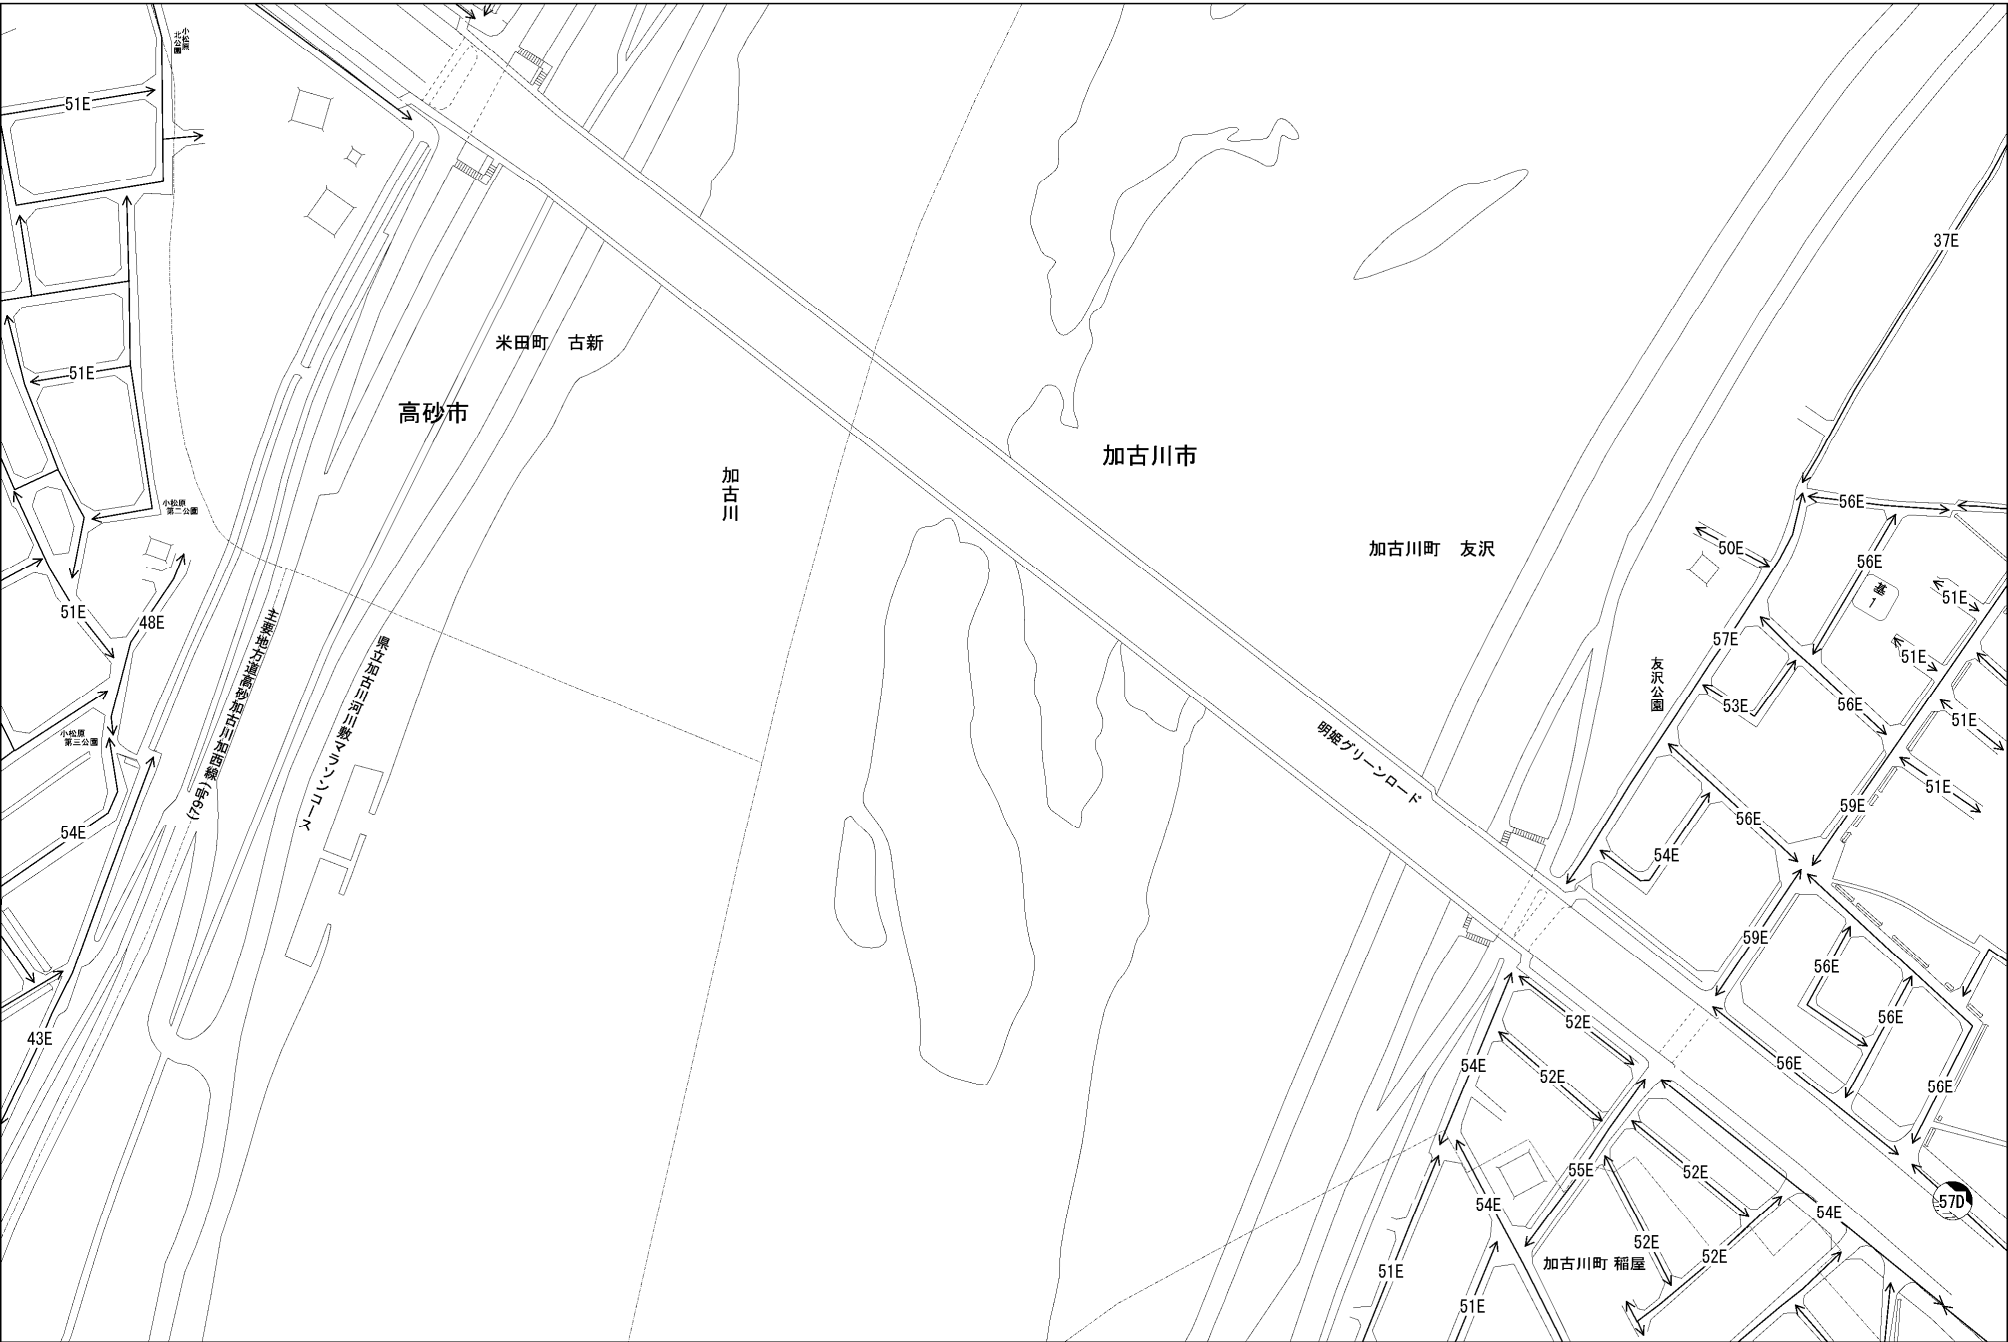 小松原
北公園
51E
37E
米田町 古新
51E
高砂市
加古川市
加古川
小松原
第二公園
56E
加古川町 友沢
50E
56E
基
1
51E
51E
48E
主要地方道高砂加古川加西線(79号)
県立加古川河川敷マラソンコース
57E
51E
友沢公園
53E
56E
51E
小松原
第三公園
明姫グリーンロード
51E
59E
56E
54E
54E
59E
56E
56E
52E
43E
54E
56E
52E
56E
55E
52E
54E
57D
54E
52E
52E
加古川町 稲屋
51E
51E